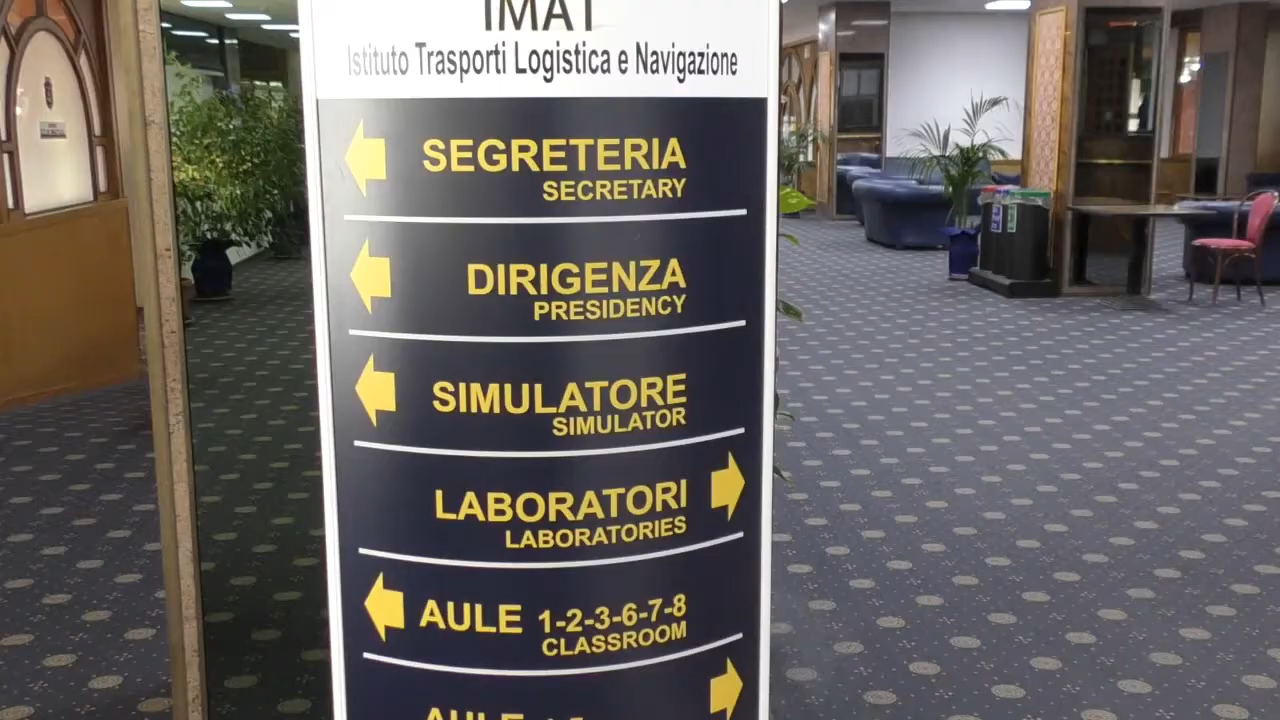 IMAT
Istituto Trasporti Logistica e Navigazione
SEGRETERIA
SECRETARY
DIRIGENZA
PRESIDENCY
SIMULATORE
SIMULATOR
LABORATORI
LABORATORIES
AULE 1-2-3-6-7-8
CLASSROOM
AULE